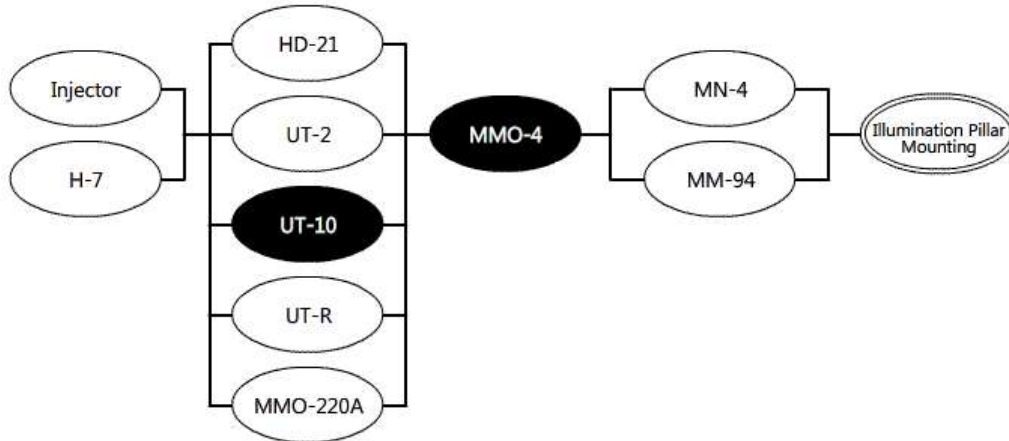 Injector
H-7
HD-21
UT-2
UT-10
UT-R
MMO-220A
MMO-4
MN-4
MM-94
Illumination Pillar
Mounting